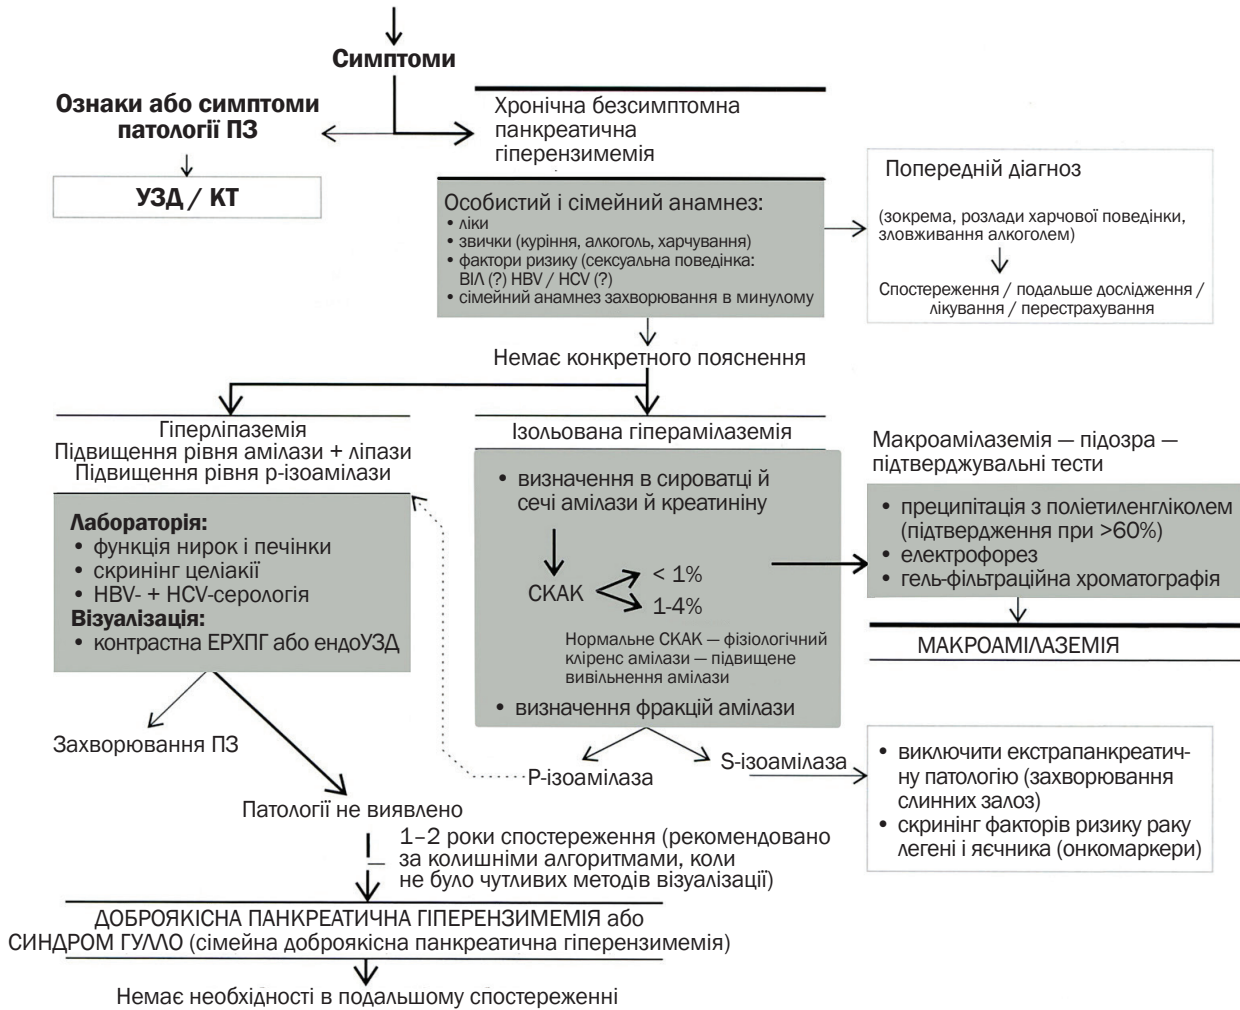 Симптоми
Ознаки або симптоми
патології ПЗ
УЗД / КТ
Хронічна безсимптомна
панкреатична
гіперензимемія
Особистий і сімейний анамнез:
• ліки
• звички (куріння, алкоголь, харчування)
• фактори ризику (сексуальна поведінка:
ВІЛ (?) HBV / HCV (?)
• сімейний анамнез захворювання в минулому
Попередній діагноз
(зокрема, розлади харчової поведінки,
зловживання алкоголем)
Спостереження / подальше дослідження /
лікування / перестрахування
Немає конкретного пояснення
Гіперліпаземія
Підвищення рівня амілази + ліпази
Підвищення рівня р-ізоамілази
Лабораторія:
• функція нирок і печінки
• скринінг целіакії
• HBV- + HCV-серологія
Візуалізація:
• контрастна ЕРХПГ або ендоУЗД
Ізольована гіперамілаземія
• визначення в сироватці й
сечі амілази й креатиніну
СКАК
< 1%
1-4%
Нормальне СКАК — фізіологічний
кліренс амілази — підвищене
вивільнення амілази
• визначення фракцій амілази
Макроамілаземія — підозра —
підтверджувальні тести
• преципітація з поліетиленгліколем
(підтвердження при >60%)
• електрофорез
• гель-фільтраційна хроматографія
МАКРОАМІЛАЗЕМІЯ
Захворювання ПЗ
Р-ізоамілаза
S-ізоамілаза
• виключити екстрапанкреатич-
ну патологію (захворювання
слинних залоз)
• скринінг факторів ризику раку
легені і яєчника (онкомаркери)
Патології не виявлено
1–2 роки спостереження (рекомендовано
за колишніми алгоритмами, коли
не було чутливих методів візуалізації)
ДОБРОЯКІСНА ПАНКРЕАТИЧНА ГІПЕРЕНЗИМЕМІЯ або
СИНДРОМ ГУЛЛО (сімейна доброякісна панкреатична гіперензимемія)
Немає необхідності в подальшому спостереженні